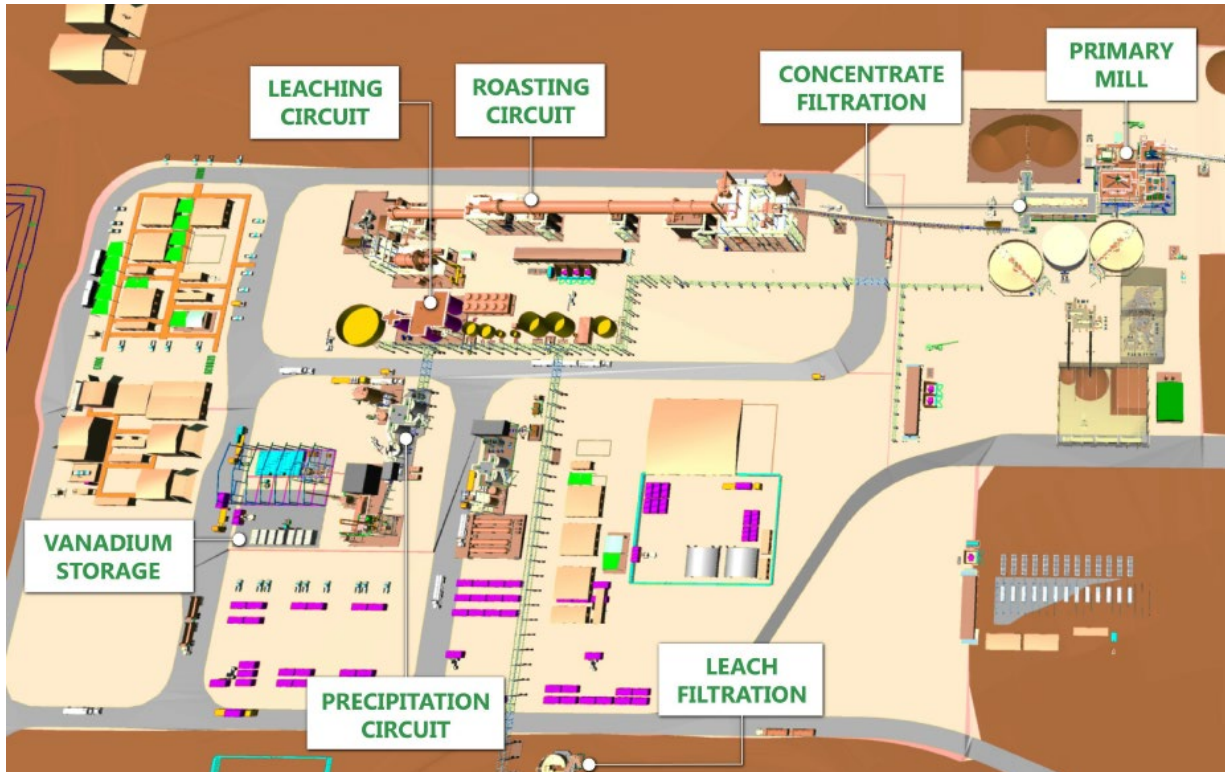 PRIMARY
MILL
CONCENTRATE
FILTRATION
ROASTING
CIRCUIT
LEACHING
CIRCUIT
VANADIUM
STORAGE
PRECIPITATION
CIRCUIT
LEACH
FILTRATION